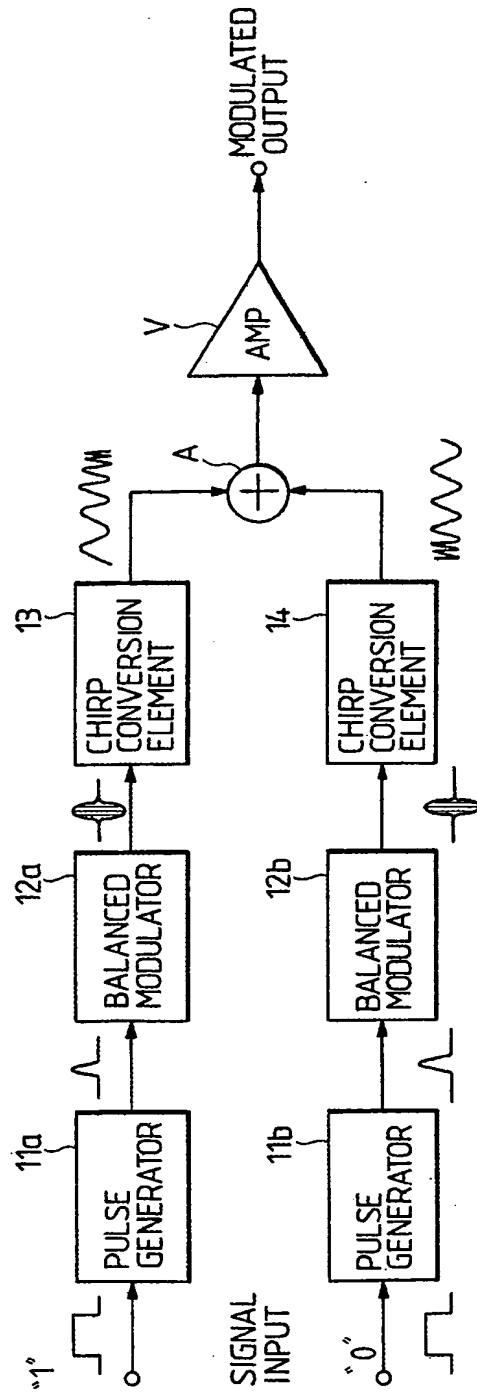 "1"
11a
PULSE
GENERATOR
12a
BALANCED
MODULATOR
13
CHIRP
CONVERSION
ELEMENT
A
V
AMP
MODULATED
OUTPUT
SIGNAL
INPUT
"0"
11b
PULSE
GENERATOR
12b
BALANCED
MODULATOR
14
CHIRP
CONVERSION
ELEMENT